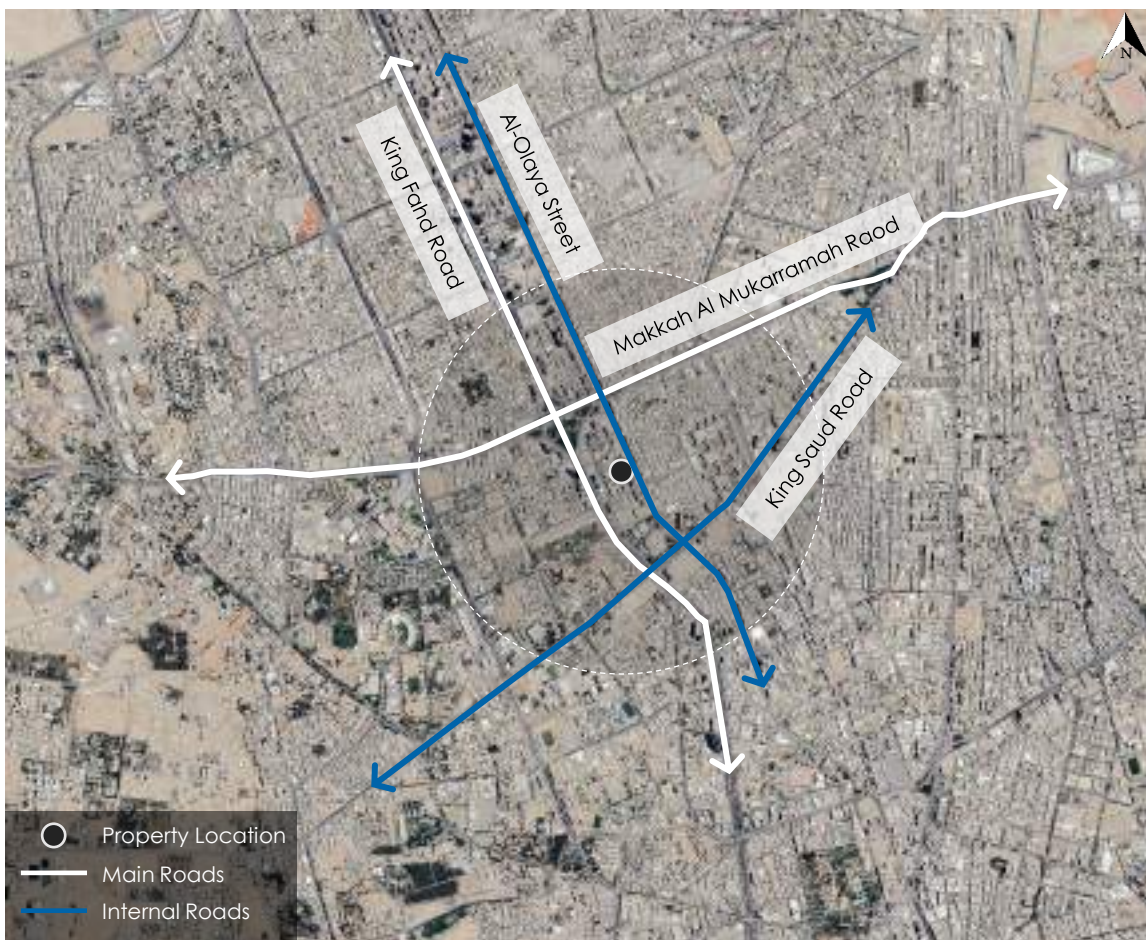 N
King Fahd Road
Al-Olaya Street
Makkah Al Mukarramah Raod
King Saud Road
Property Location
Main Roads
Internal Roads